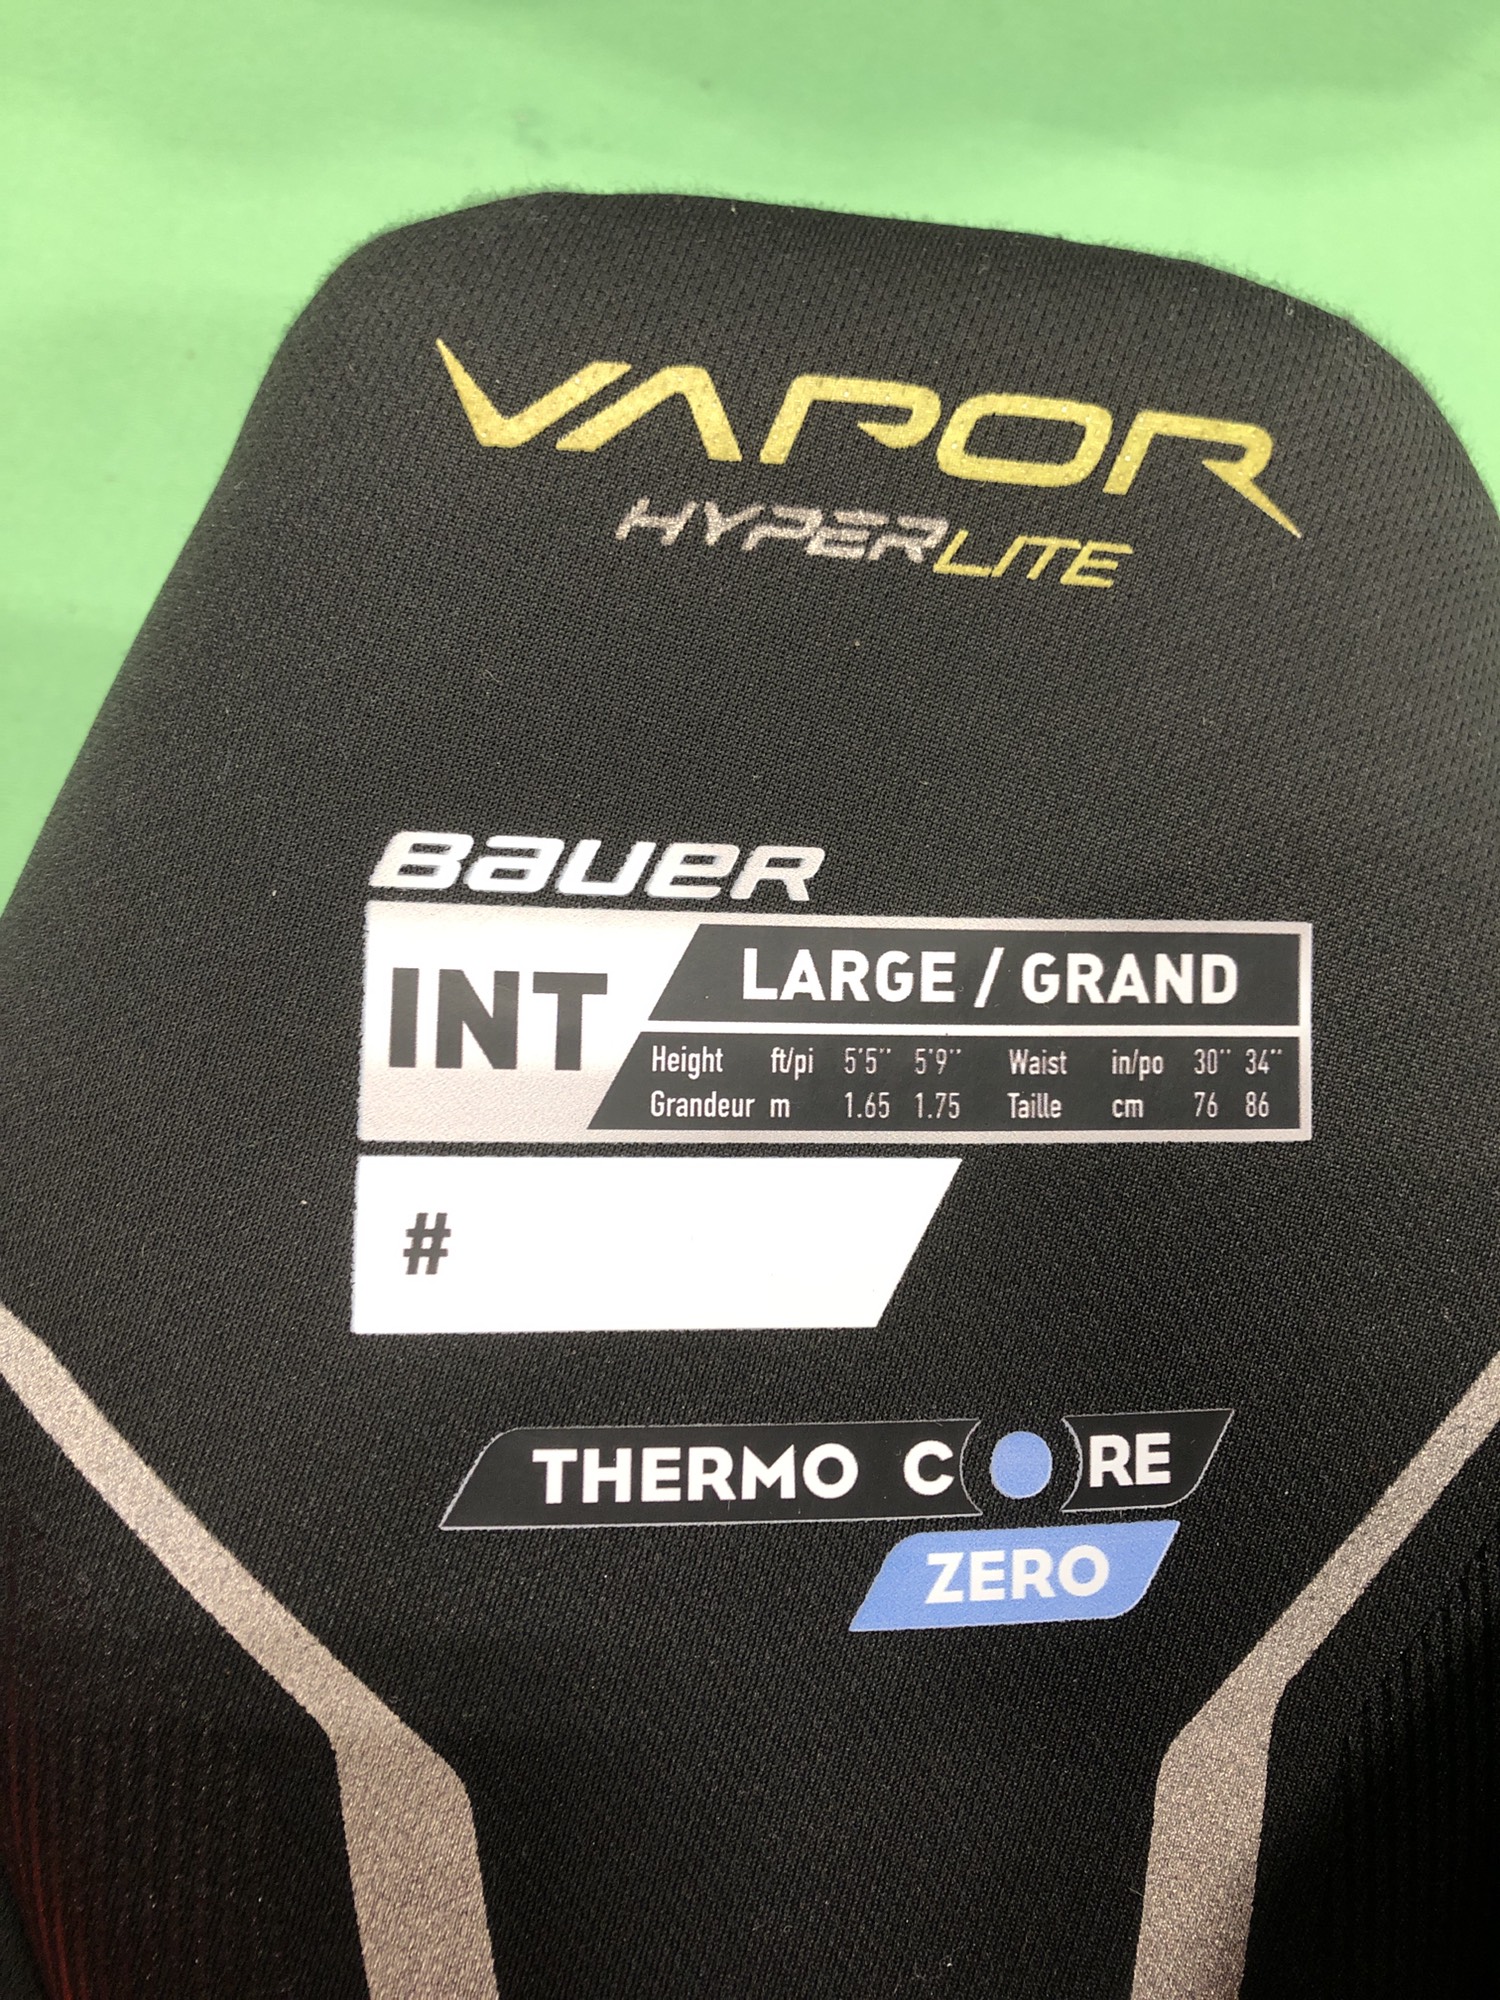 VAPOR
HYPERLITE
BAUER
INT
LARGE / GRAND
Height ft/pi 5'5'' 5'9'' Waist in/po 30'' 34''
Grandeur m 1.65 1.75 Taille cm 76 86
#
THERMO CORE
ZERO